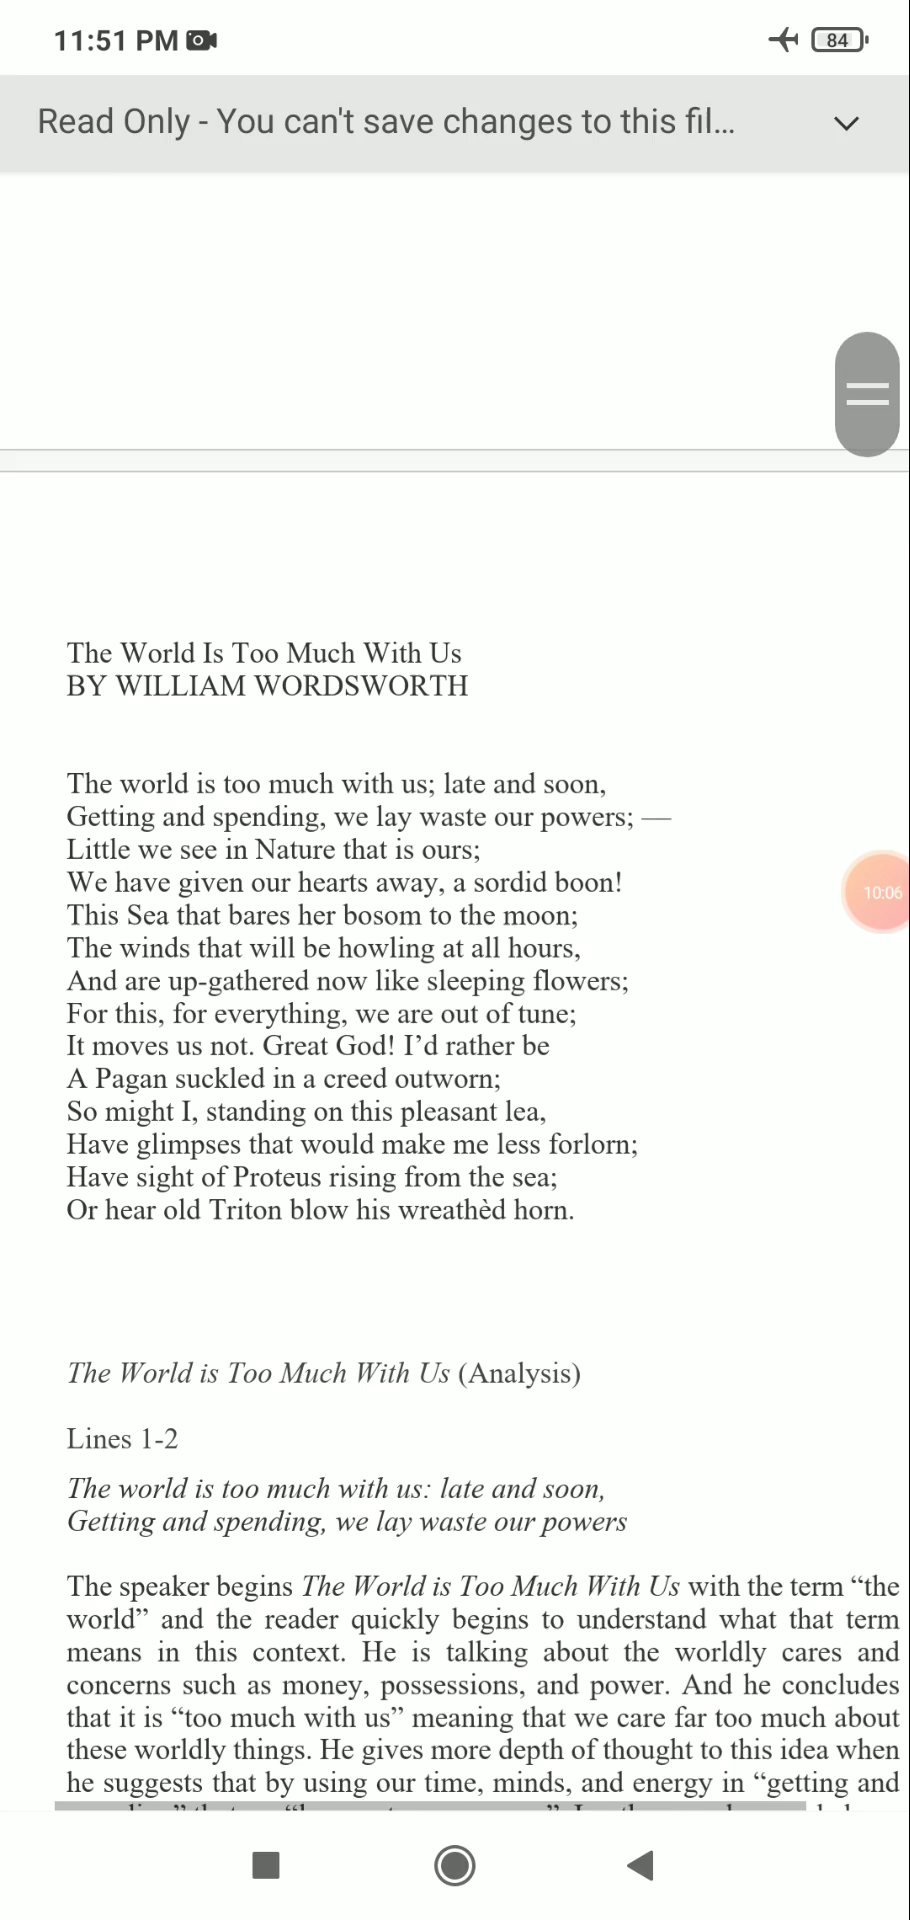 11:51 PM
84
Read Only - You can't save changes to this fil...
The World Is Too Much With Us
BY WILLIAM WORDSWORTH
The world is too much with us; late and soon,
Getting and spending, we lay waste our powers; —
Little we see in Nature that is ours;
We have given our hearts away, a sordid boon!
This Sea that bares her bosom to the moon;
The winds that will be howling at all hours,
And are up-gathered now like sleeping flowers;
For this, for everything, we are out of tune;
It moves us not. Great God! I’d rather be
A Pagan suckled in a creed outworn;
So might I, standing on this pleasant lea,
Have glimpses that would make me less forlorn;
Have sight of Proteus rising from the sea;
Or hear old Triton blow his wreathèd horn.
10:06
The World is Too Much With Us (Analysis)
Lines 1-2
The world is too much with us: late and soon,
Getting and spending, we lay waste our powers
The speaker begins The World is Too Much With Us with the term “the
world” and the reader quickly begins to understand what that term
means in this context. He is talking about the worldly cares and
concerns such as money, possessions, and power. And he concludes
that it is “too much with us” meaning that we care far too much about
these worldly things. He gives more depth of thought to this idea when
he suggests that by using our time, minds, and energy in “getting and